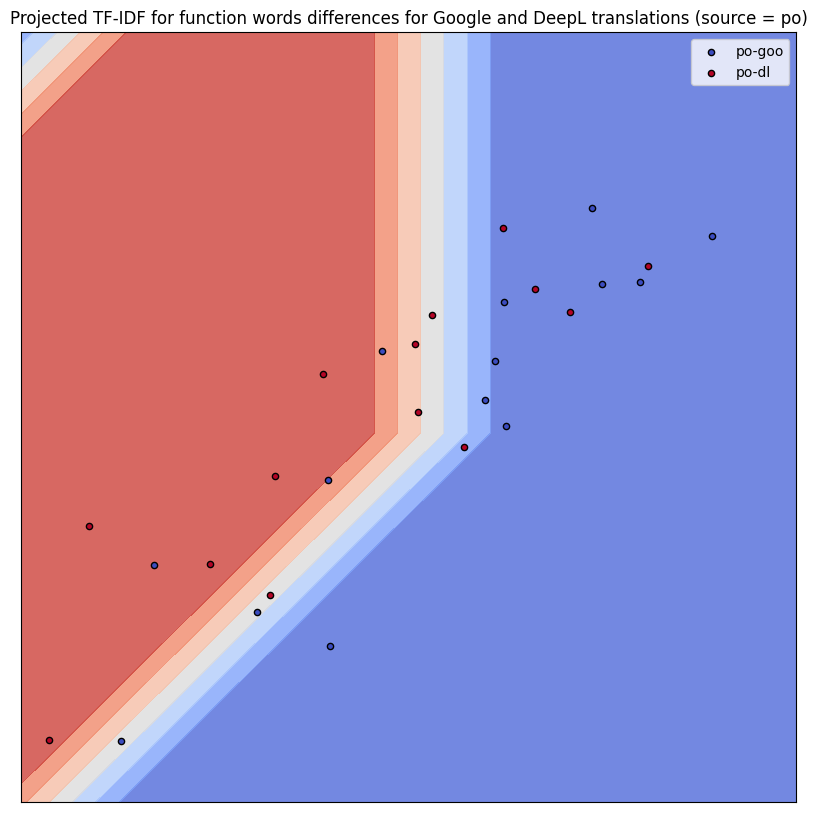 Projected TF-IDF for function words differences for Google and DeepL translations (source = po)
po-goo
po-dl